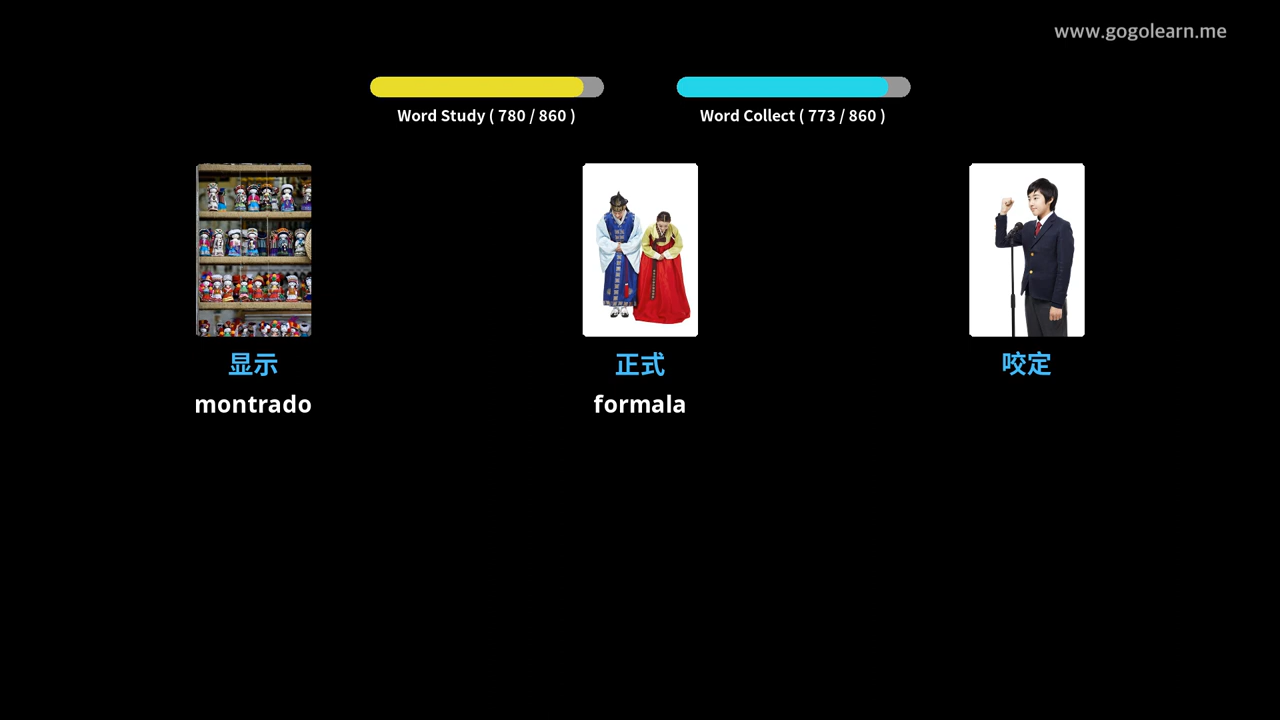 www.gogolearn.me
Word Study ( 780 / 860 )
Word Collect ( 773 / 860 )
显示
正式
咬定
montrado
formala